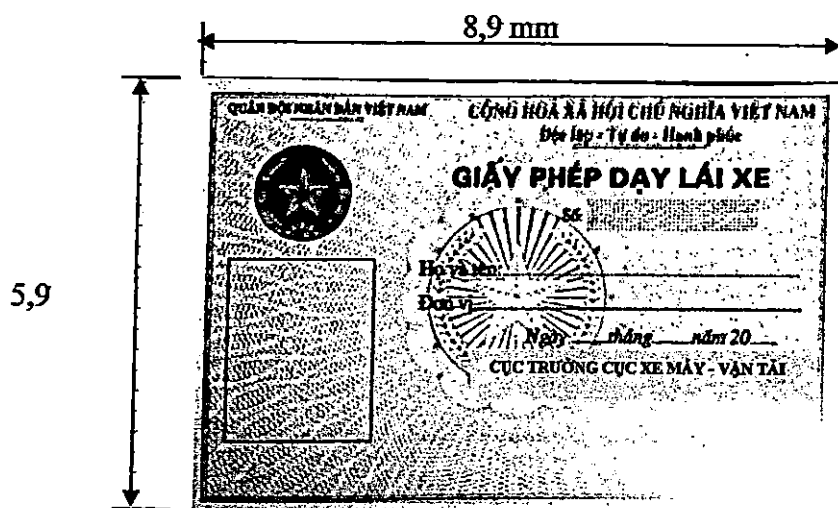 8,9 mm
QUÂN ĐỘI NHÂN DÂN VIỆT NAM
CỘNG HOÀ XÃ HỘI CHỦ NGHĨA VIỆT NAM
Độc lập - Tự do - Hạnh phúc
GIẤY PHÉP DẠY LÁI XE
Số
Họ và tên:
5,9
Đơn vị
Ngày tháng năm 20
CỤC TRƯỞNG CỤC XE MÁY - VẬN TẢI